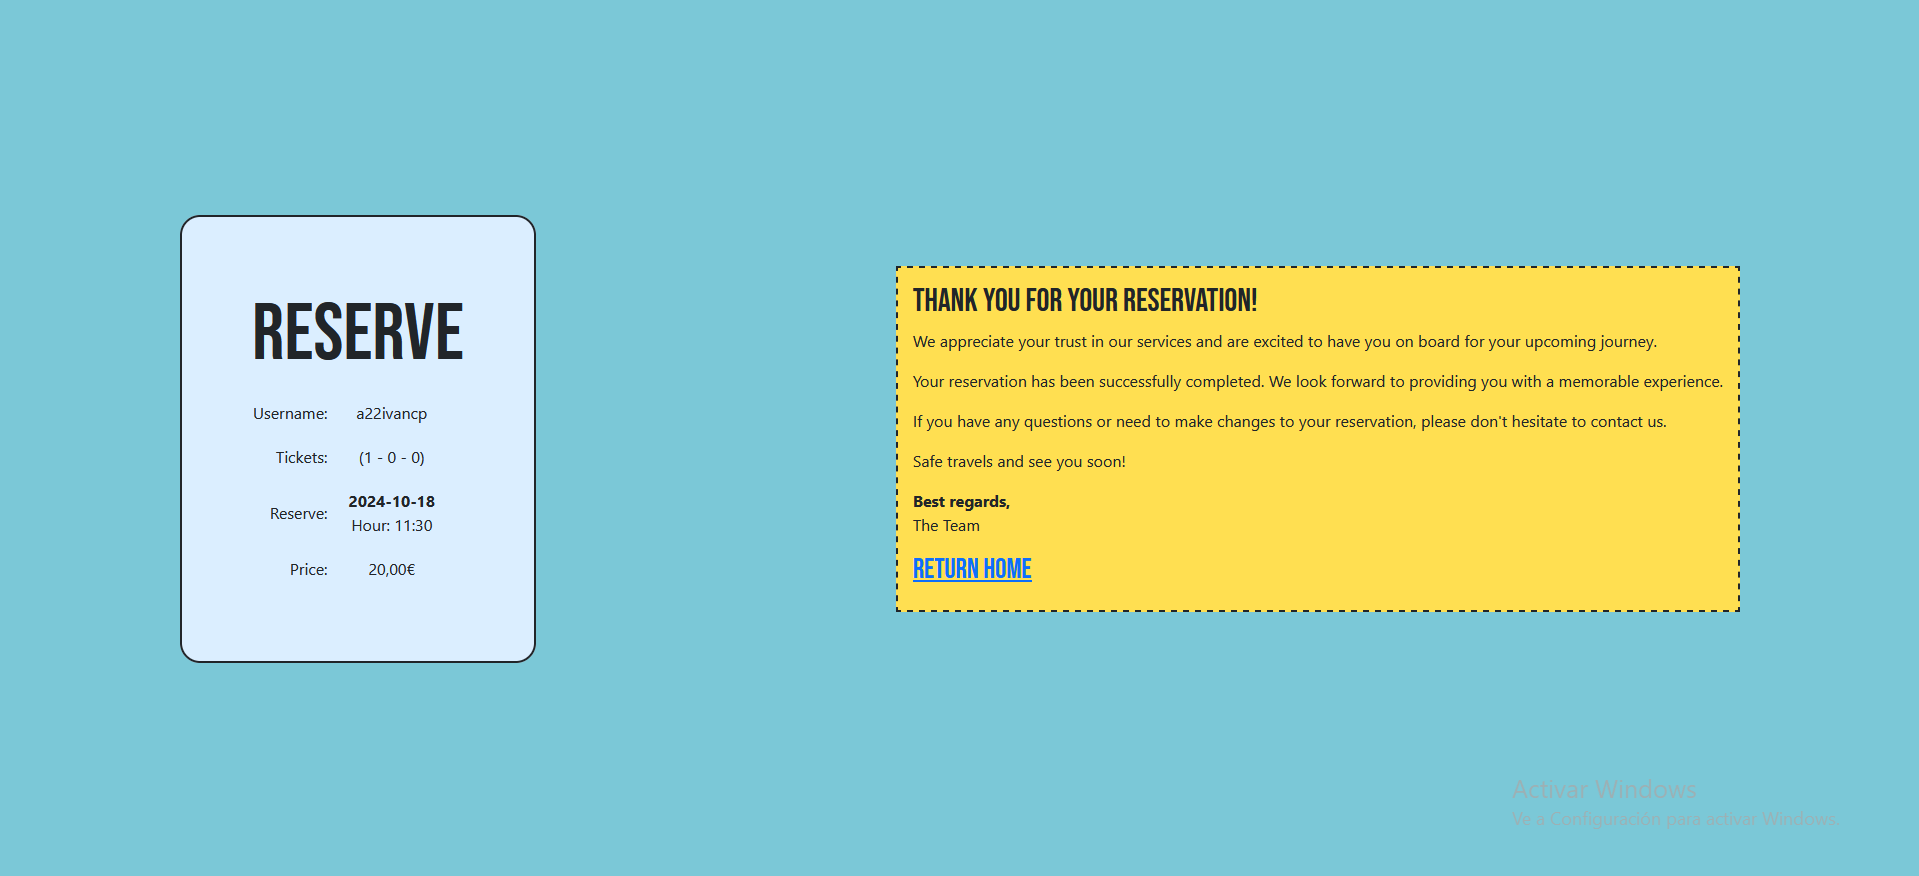 RESERVE
Username: a22ivancp
Tickets: (1 - 0 - 0)
Reserve: 2024-10-18
Hour: 11:30
Price: 20,00€
THANK YOU FOR YOUR RESERVATION!
We appreciate your trust in our services and are excited to have you on board for your upcoming journey.
Your reservation has been successfully completed. We look forward to providing you with a memorable experience.
If you have any questions or need to make changes to your reservation, please don't hesitate to contact us.
Safe travels and see you soon!
Best regards,
The Team
RETURN HOME
Activar Windows
Ve a Configuración para activar Windows.